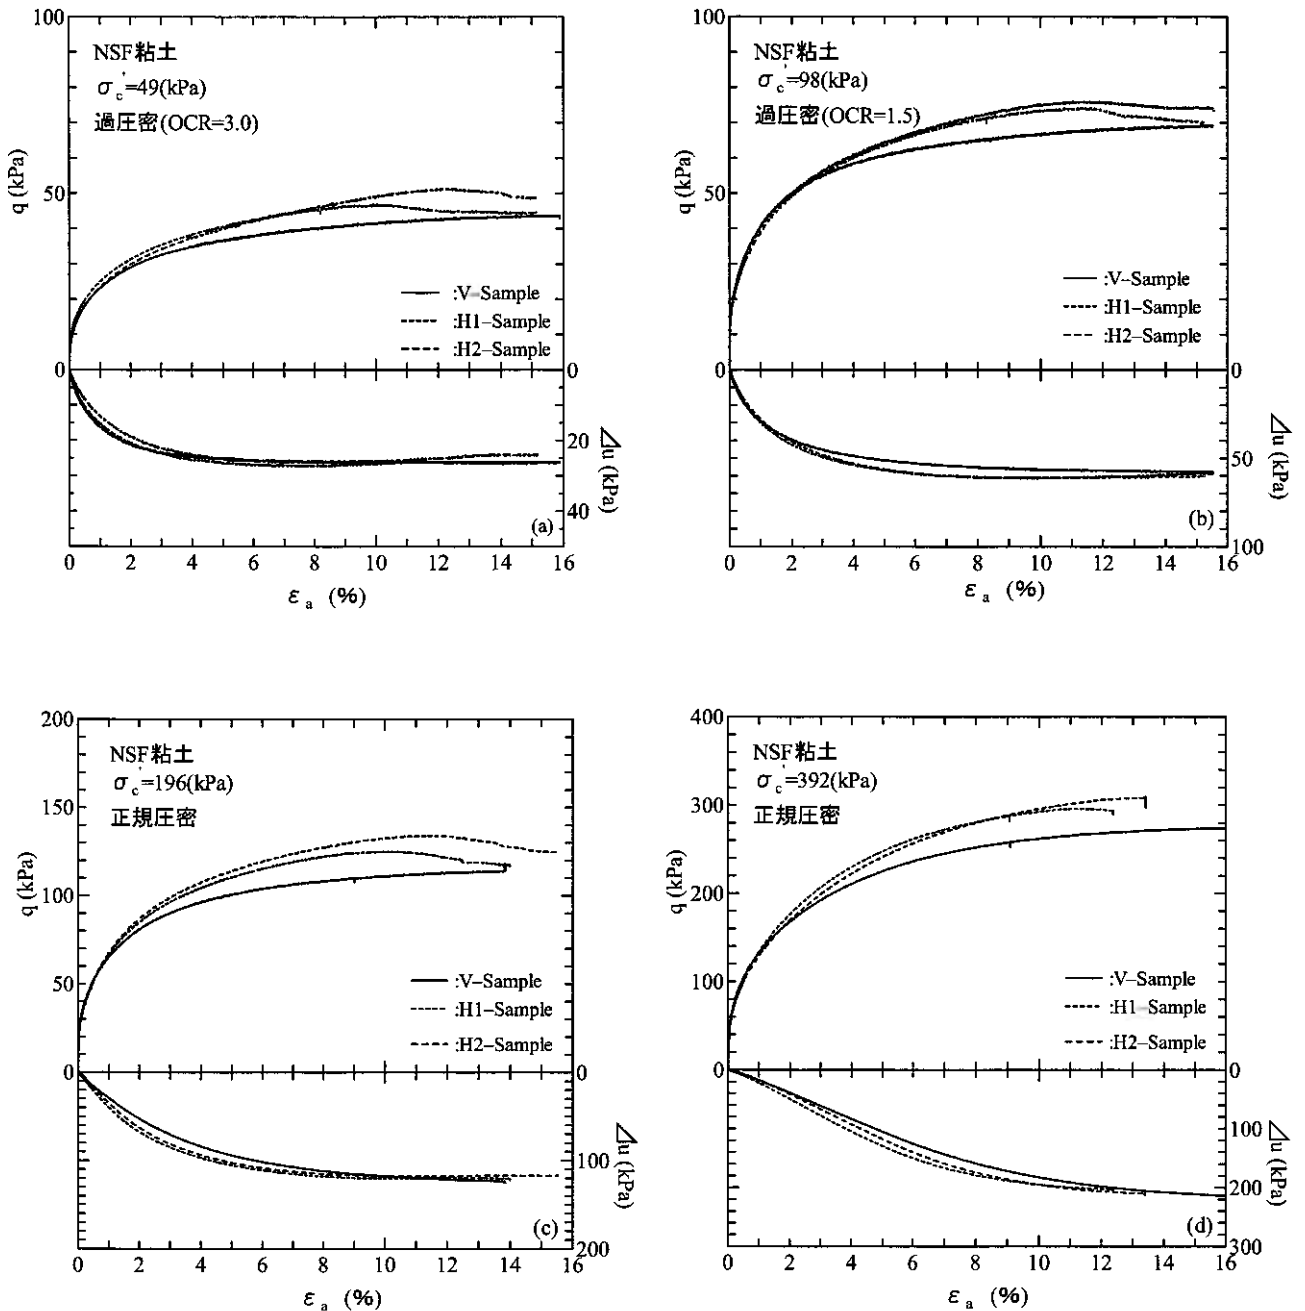 100
NSF粘土
σ'c=49(kPa)
過圧密(OCR=3.0)
q (kPa)
50
:V-Sample
:H1-Sample
:H2-Sample
0
0
20
40
Δu (kPa)
(a)
0 2 4 6 8 10 12 14 16
εa (%)
100
NSF粘土
σ'c=98(kPa)
過圧密(OCR=1.5)
q (kPa)
50
:V-Sample
:H1-Sample
:H2-Sample
0
0
50
100
Δu (kPa)
(b)
0 2 4 6 8 10 12 14 16
εa (%)
200
NSF粘土
σ'c=196(kPa)
正規圧密
150
q (kPa)
100
50
:V-Sample
:H1-Sample
:H2-Sample
0
0
100
200
Δu (kPa)
(c)
0 2 4 6 8 10 12 14 16
εa (%)
400
NSF粘土
σ'c=392(kPa)
正規圧密
300
q (kPa)
200
100
:V-Sample
:H1-Sample
:H2-Sample
0
0
100
200
300
Δu (kPa)
(d)
0 2 4 6 8 10 12 14 16
εa (%)